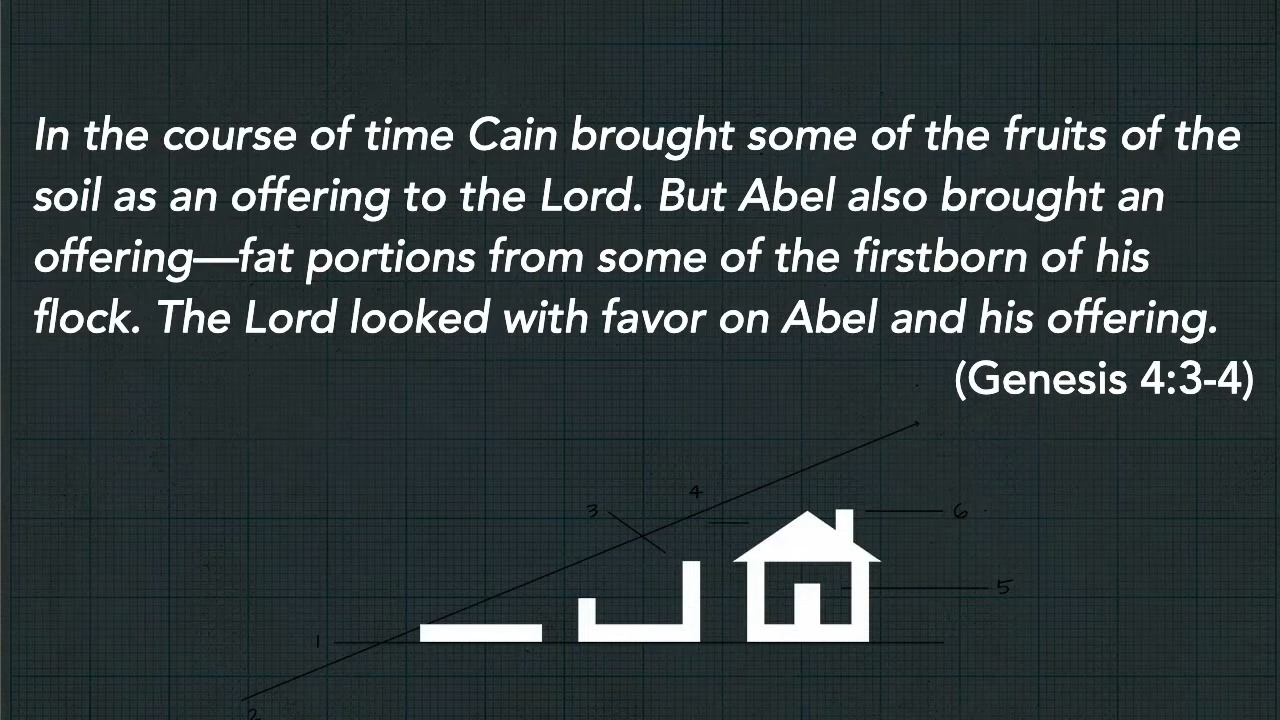 In the course of time Cain brought some of the fruits of the
soil as an offering to the Lord. But Abel also brought an
offering—fat portions from some of the firstborn of his
flock. The Lord looked with favor on Abel and his offering.
(Genesis 4:3-4)
4
3
6
5
1
2